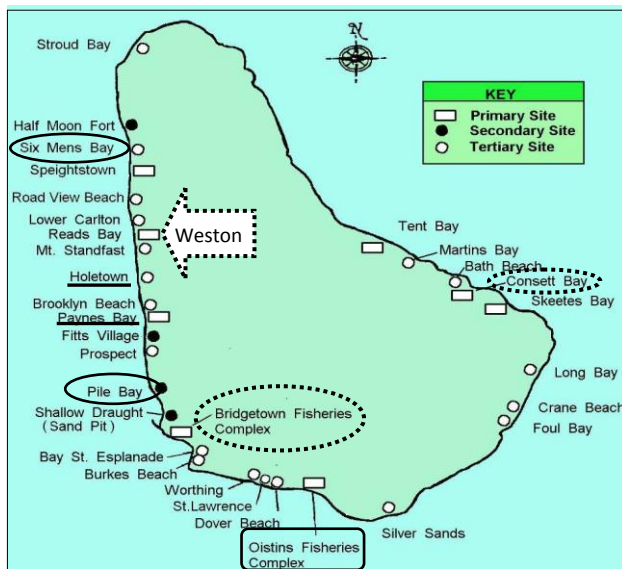 N
Stroud Bay
KEY
Primary Site
Secondary Site
Tertiary Site
Half Moon Fort
Six Mens Bay
Speightstown
Road View Beach
Lower Carlton
Reads Bay
Weston
Mt. Standfast
Holetown
Brooklyn Beach
Paynes Bay
Fitts Village
Prospect
Pile Bay
Shallow Draught
(Sand Pit)
Bridgetown Fisheries
Complex
Bay St. Esplanade
Burkes Beach
Worthing
St.Lawrence
Dover Beach
Oistins Fisheries
Complex
Silver Sands
Tent Bay
Martins Bay
Bath Beach
Consett Bay
Skeetes Bay
Long Bay
Crane Beach
Foul Bay